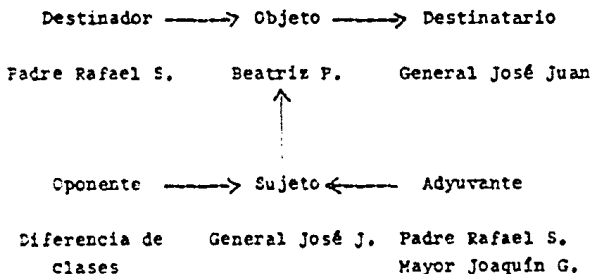 Destinador → Objeto → Destinatario
Padre Rafael S. Beatriz P. General José Juan
Oponente → Sujeto ← Adyuvante
Diferencia de General José J. Padre Rafael S.
clases Mayor Joaquín G.